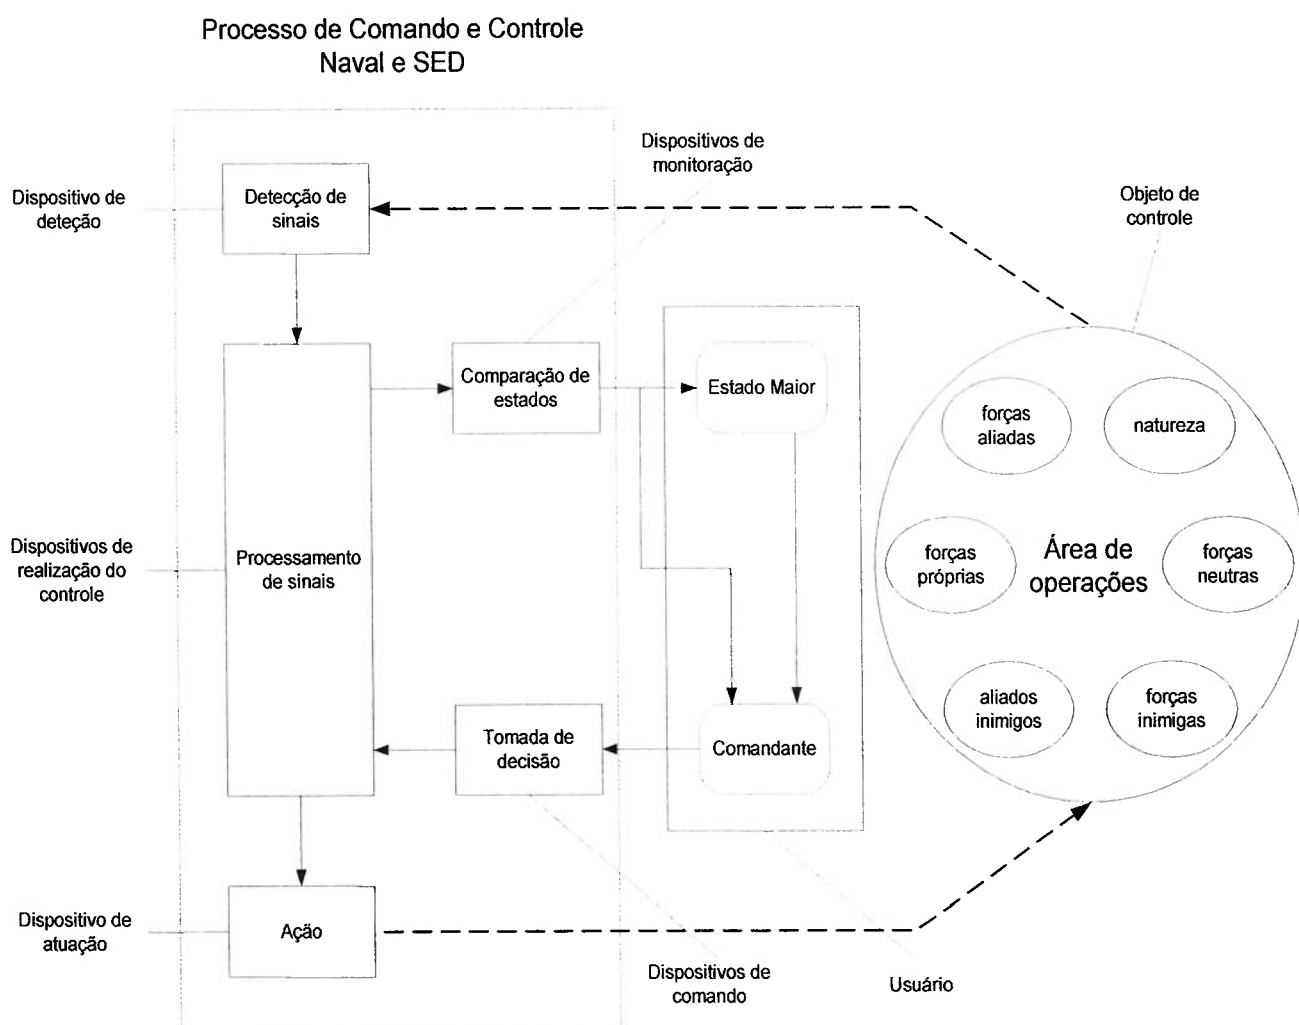 Processo de Comando e Controle
Naval e SED
Dispositivos de
monitoração
Dispositivo de
deteção
Detecção de
sinais
Objeto de
controle
Comparação de
estados
Estado Maior
forças
aliadas
natureza
Dispositivos de
realização do
controle
Processamento
de sinais
forças
próprias
Área de
operações
forças
neutras
aliados
inimigos
forças
inimigas
Tomada de
decisão
Comandante
Dispositivo de
atuação
Ação
Dispositivos de
comando
Usuário